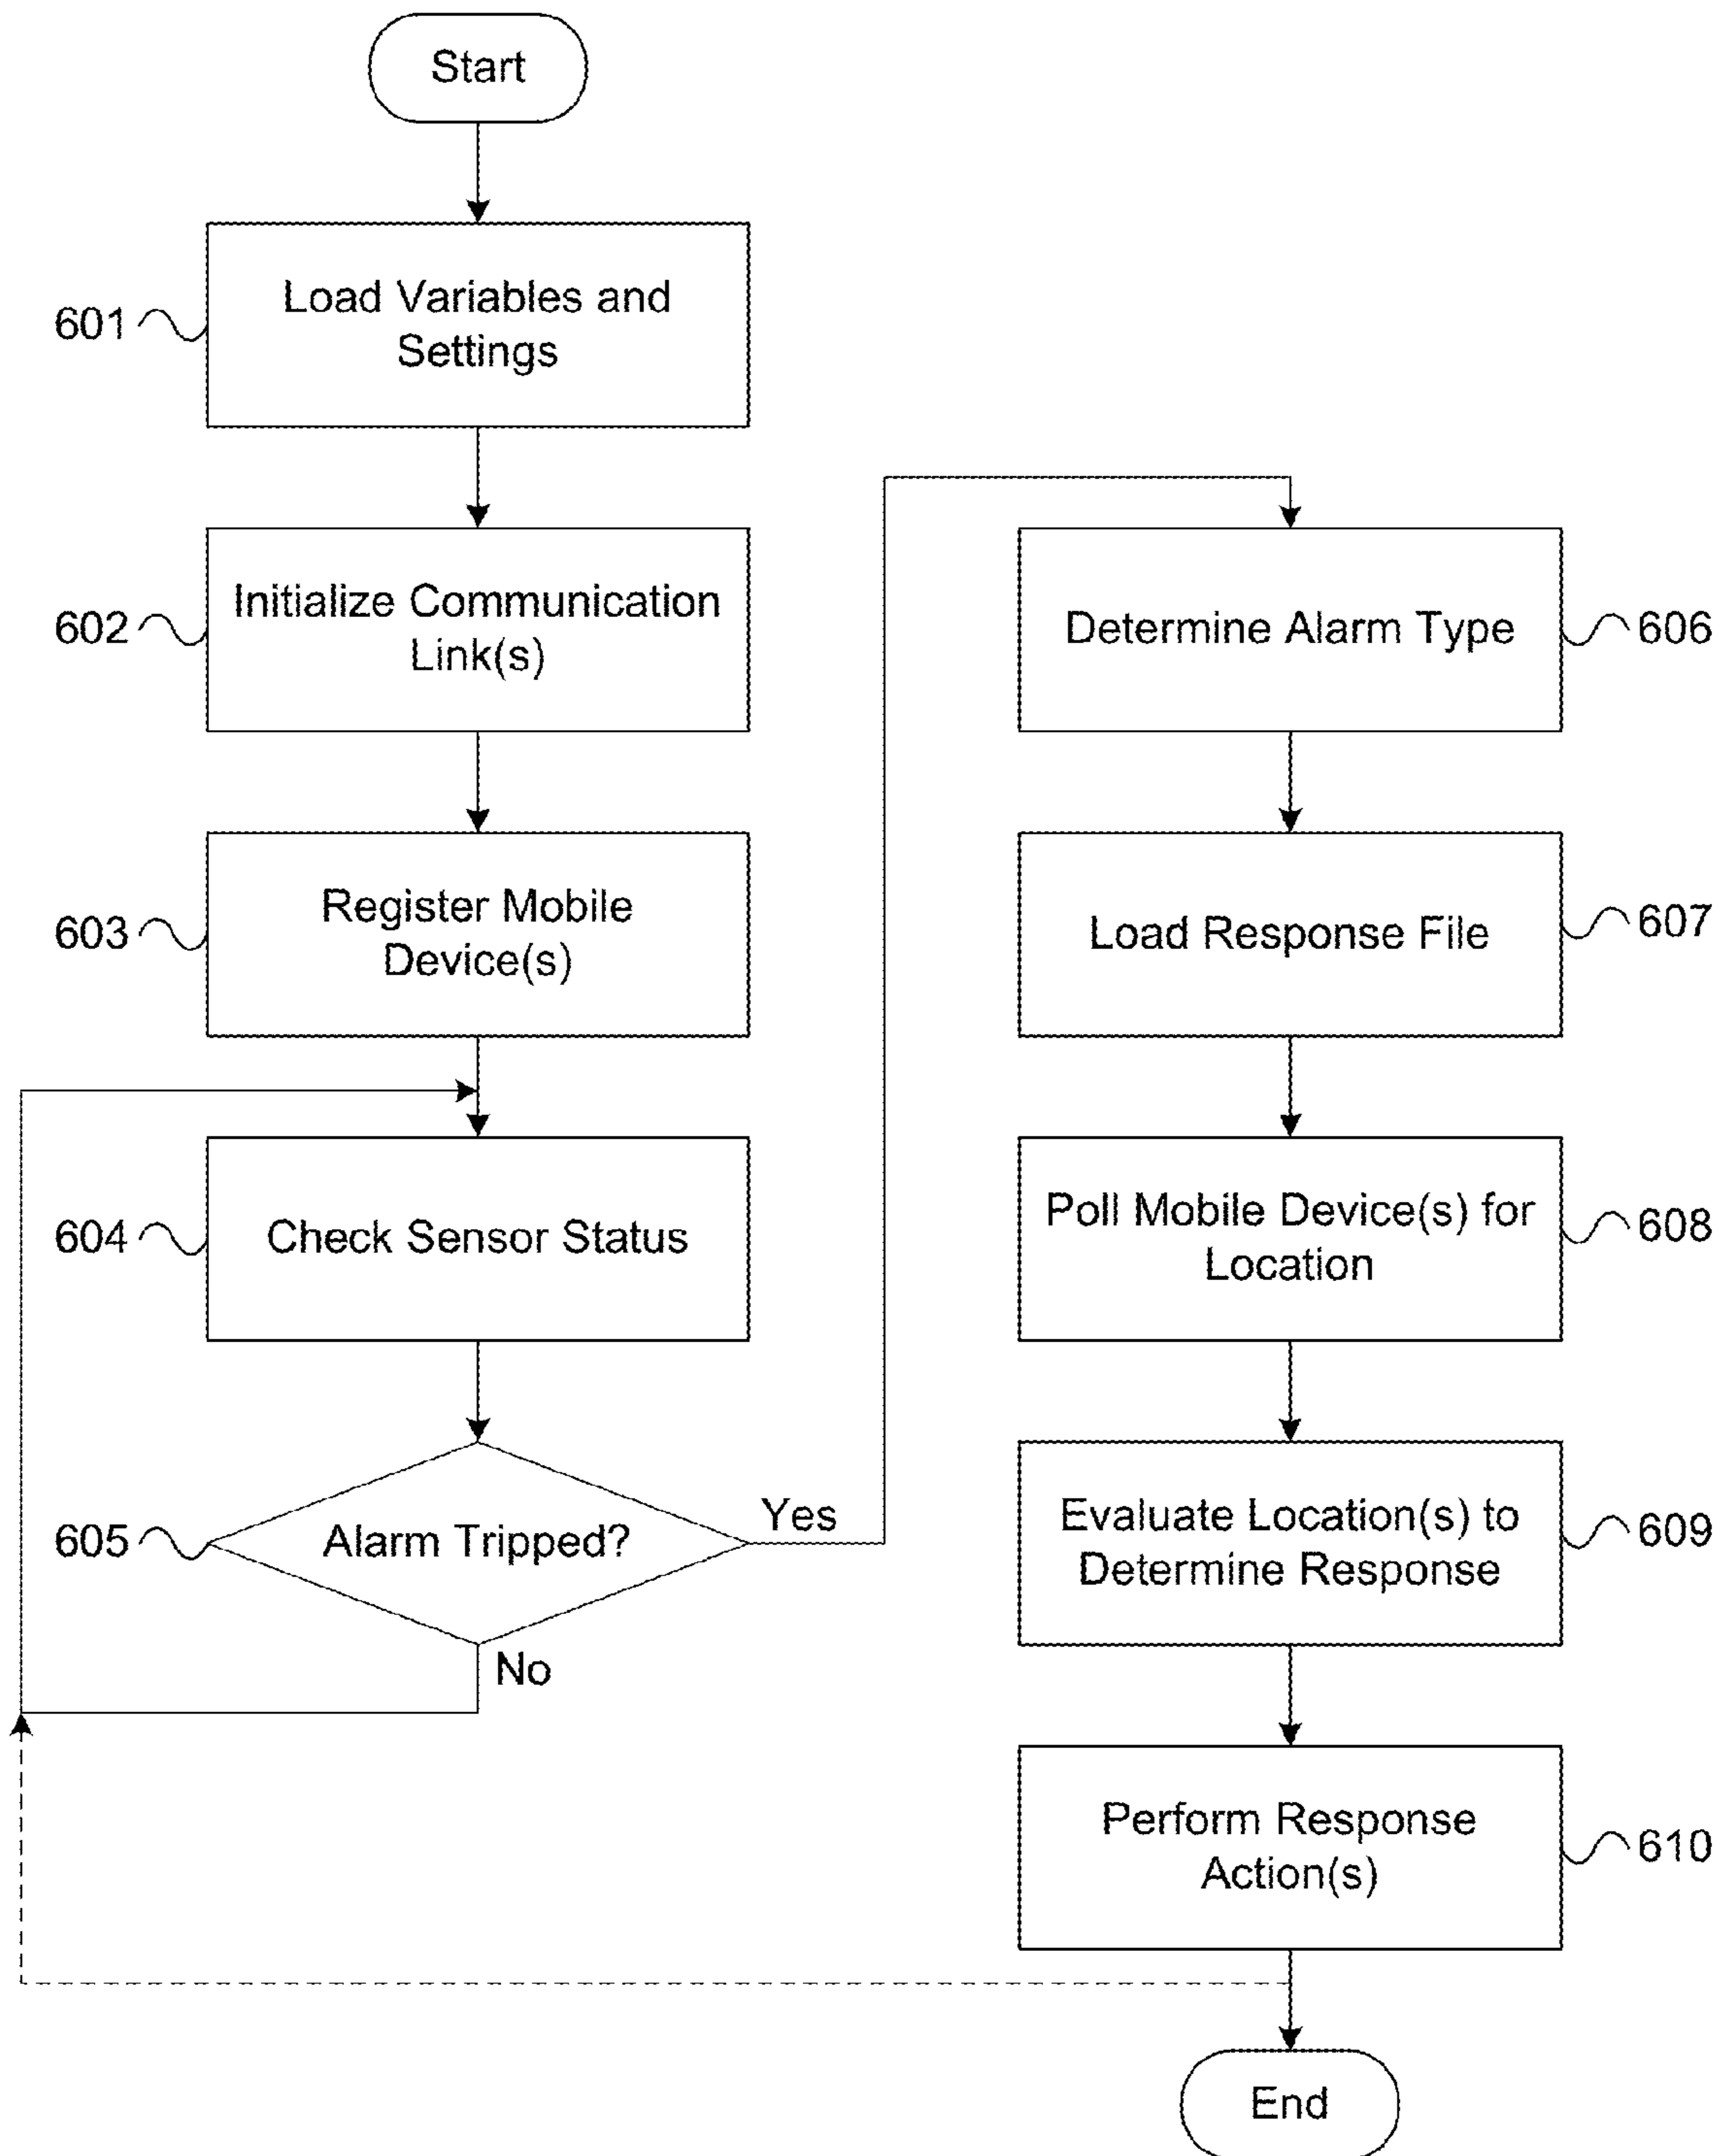 Start
601
Load Variables and
Settings
602
Initialize Communication
Link(s)
603
Register Mobile
Device(s)
604
Check Sensor Status
605
Alarm Tripped?
Yes
No
Determine Alarm Type
606
Load Response File
607
Poll Mobile Device(s) for
Location
608
Evaluate Location(s) to
Determine Response
609
Perform Response
Action(s)
610
End